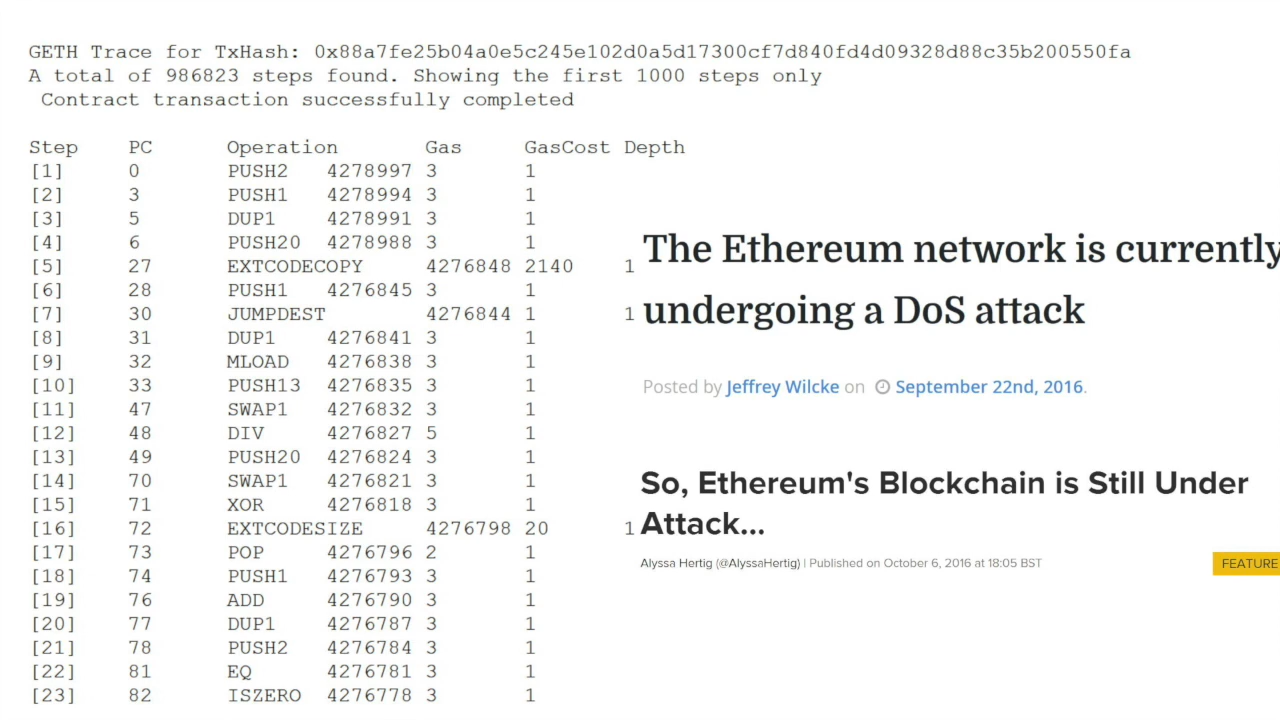 GETH Trace for TxHash: 0x88a7fe25b04a0e5c245e102d0a5d17300cf7d840fd4d09328d88c35b200550fa
A total of 986823 steps found. Showing the first 1000 steps only
Contract transaction successfully completed
Step PC Operation Gas GasCost Depth
[1] 0 PUSH2 4278997 3 1
[2] 3 PUSH1 4278994 3 1
[3] 5 DUP1 4278991 3 1
[4] 6 PUSH20 4278988 3 1
[5] 27 EXTCODECOPY 4276848 2140 1
[6] 28 PUSH1 4276845 3 1
[7] 30 JUMPDEST 4276844 1 1
[8] 31 DUP1 4276841 3 1
[9] 32 MLOAD 4276838 3 1
[10] 33 PUSH13 4276835 3 1
[11] 47 SWAP1 4276832 3 1
[12] 48 DIV 4276827 5 1
[13] 49 PUSH20 4276824 3 1
[14] 70 SWAP1 4276821 3 1
[15] 71 XOR 4276818 3 1
[16] 72 EXTCODESIZE 4276798 20 1
[17] 73 POP 4276796 2 1
[18] 74 PUSH1 4276793 3 1
[19] 76 ADD 4276790 3 1
[20] 77 DUP1 4276787 3 1
[21] 78 PUSH2 4276784 3 1
[22] 81 EQ 4276781 3 1
[23] 82 ISZERO 4276778 3 1
The Ethereum network is currently
undergoing a DoS attack
Posted by Jeffrey Wilcke on September 22nd, 2016.
So, Ethereum's Blockchain is Still Under
Attack...
Alyssa Hertig (@AlyssaHertig) | Published on October 6, 2016 at 18:05 BST
FEATURE